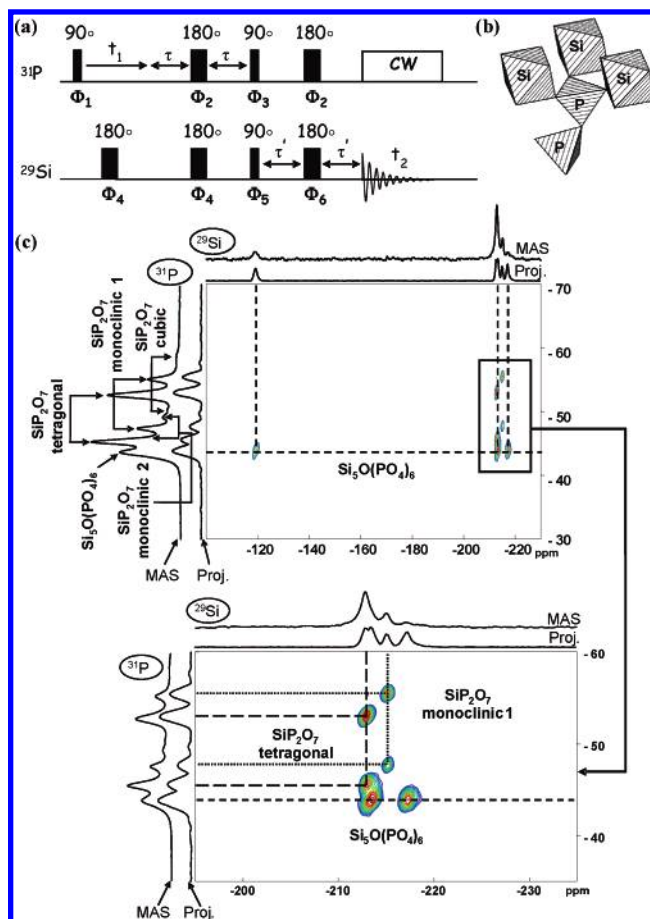 (a)
90° t₁ τ 180° τ 90° 180° CW
³¹P
Φ₁ Φ₂ Φ₃ Φ₂
180° 180° 90° τ' 180° τ' t₂
²⁹Si
Φ₄ Φ₄ Φ₅ Φ₆
(b)
Si
Si
Si
P
P
(c)
²⁹Si
MAS
Proj.
³¹P
SiP₂O₇ tetragonal
SiP₂O₇ monoclinic 1
SiP₂O₇ cubic
Si₅O(PO₄)₆
SiP₂O₇ monoclinic 2
MAS
Proj.
Si₅O(PO₄)₆
- 70
- 60
- 50
- 40
- 30
-120 -140 -160 -180 -200 -220 ppm
²⁹Si
MAS
Proj.
³¹P
SiP₂O₇ monoclinic 1
SiP₂O₇ tetragonal
Si₅O(PO₄)₆
- 60
- 50
- 40
MAS
Proj.
-200 -210 -220 -230 ppm